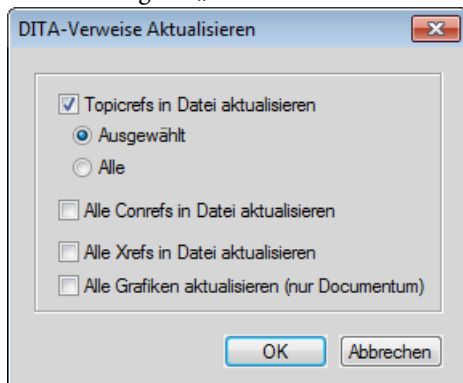 DITA-Verweise Aktualisieren
Topicrefs in Datei aktualisieren
Ausgewählt
Alle
Alle Conrefs in Datei aktualisieren
Alle Xrefs in Datei aktualisieren
Alle Grafiken aktualisieren (nur Documentum)
OK Abbrechen